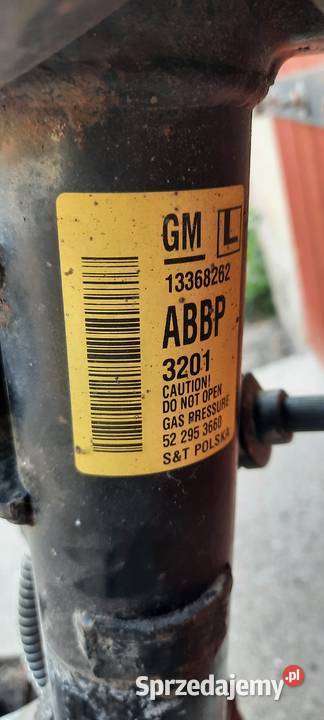 GM L
13368262
ABBP
3201
CAUTION!
DO NOT OPEN
GAS PRESSURE
52 295 3660
S&T POLSKA
Sprzedajemy.pl